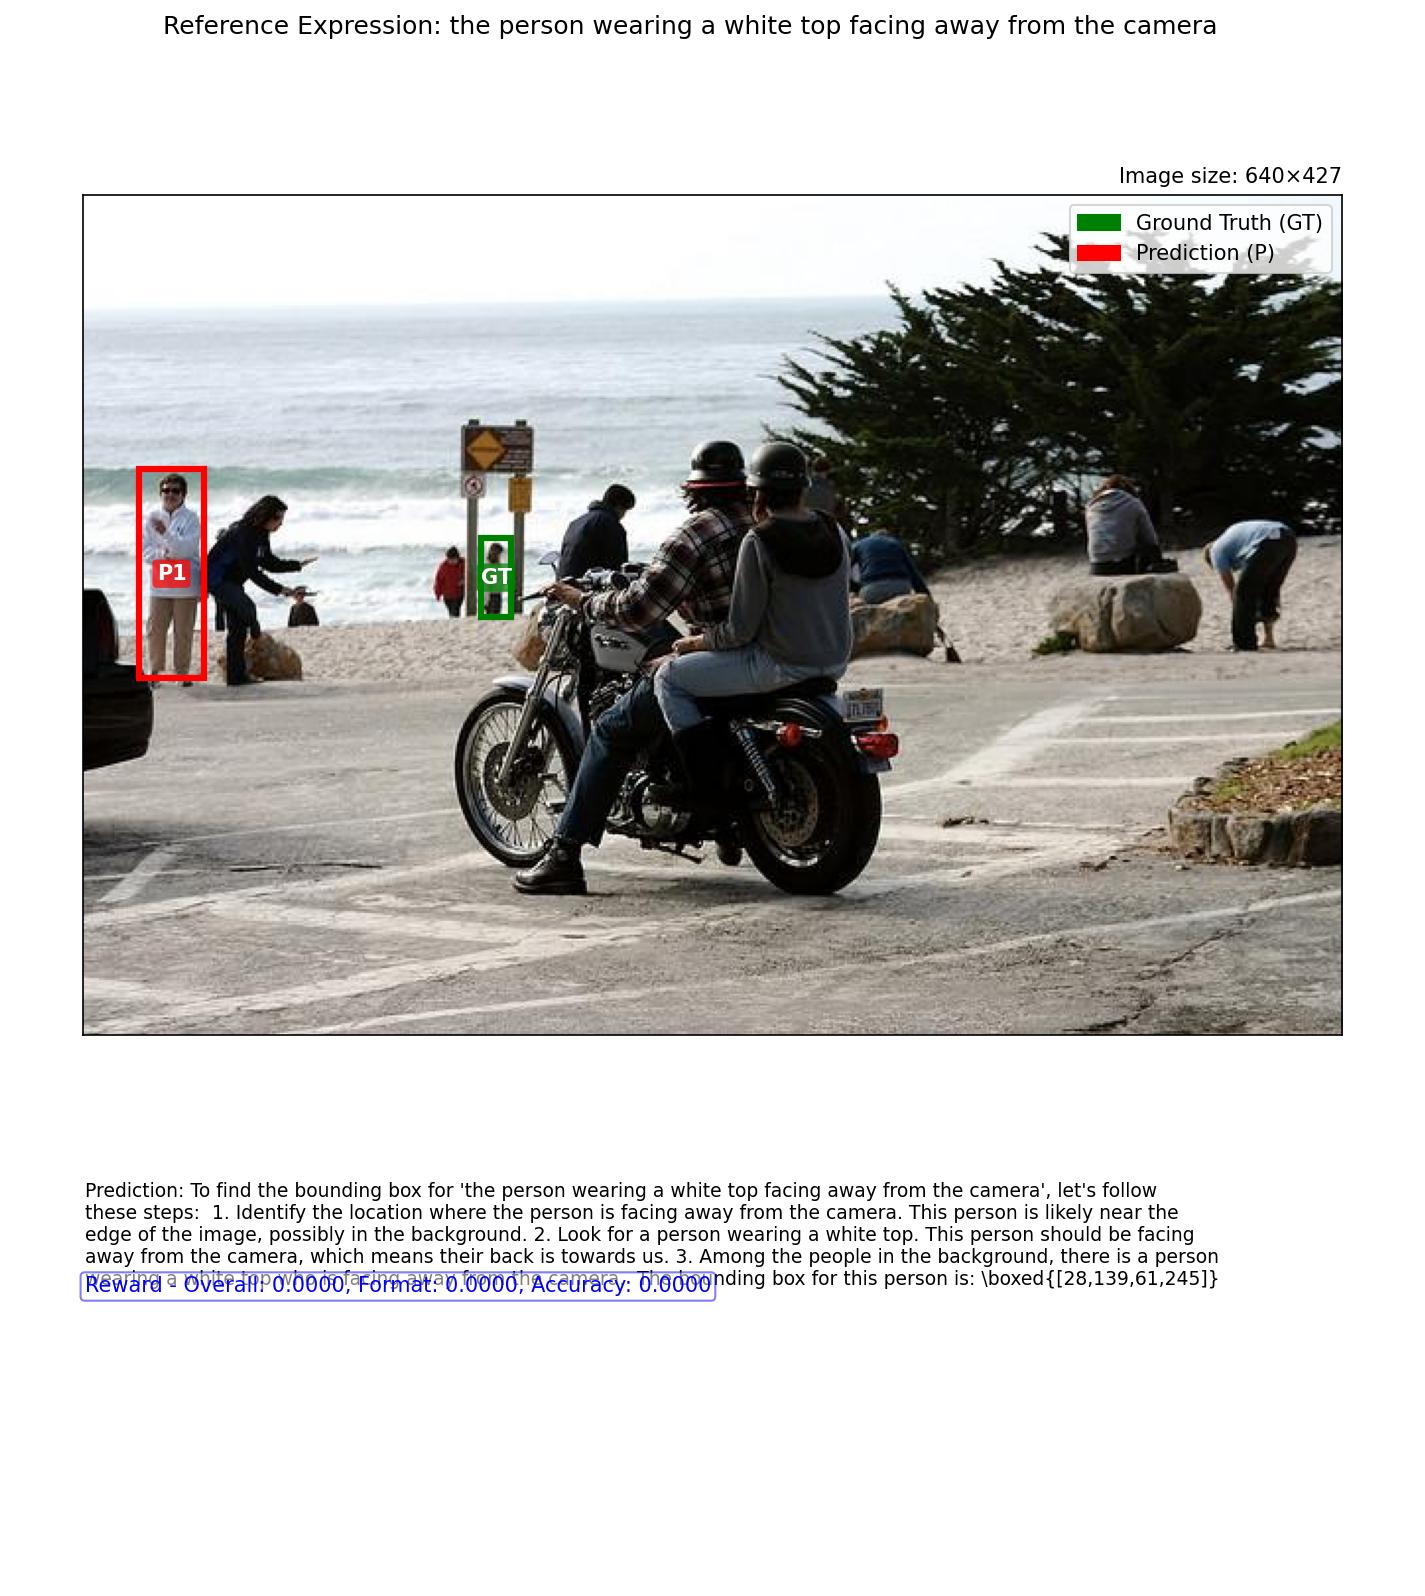 Reference Expression: the person wearing a white top facing away from the camera
Image size: 640×427
Ground Truth (GT)
Prediction (P)
P1
GT
Prediction: To find the bounding box for 'the person wearing a white top facing away from the camera', let's follow
these steps:  1. Identify the location where the person is facing away from the camera. This person is likely near the
edge of the image, possibly in the background. 2. Look for a person wearing a white top. This person should be facing
away from the camera, which means their back is towards us. 3. Among the people in the background, there is a person
wearing a white top who is facing away from the camera.  The bounding box for this person is: \boxed{[28,139,61,245]}
Reward - Overall: 0.0000, Format: 0.0000, Accuracy: 0.0000